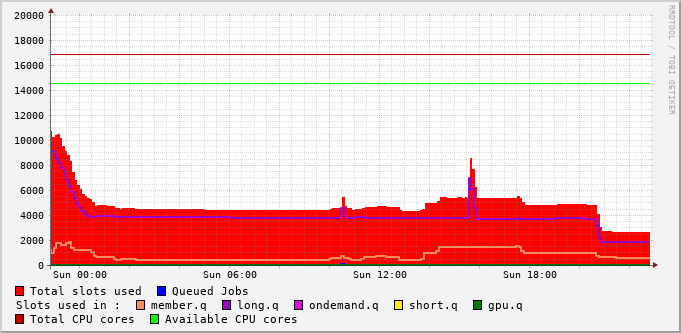 RRDTOOL / TOBI OETIKER
20000
18000
16000
14000
12000
10000
8000
6000
4000
2000
0
Sun 00:00 Sun 06:00 Sun 12:00 Sun 18:00
Total slots used Queued Jobs
Slots used in : member.q long.q ondemand.q short.q gpu.q
Total CPU cores Available CPU cores